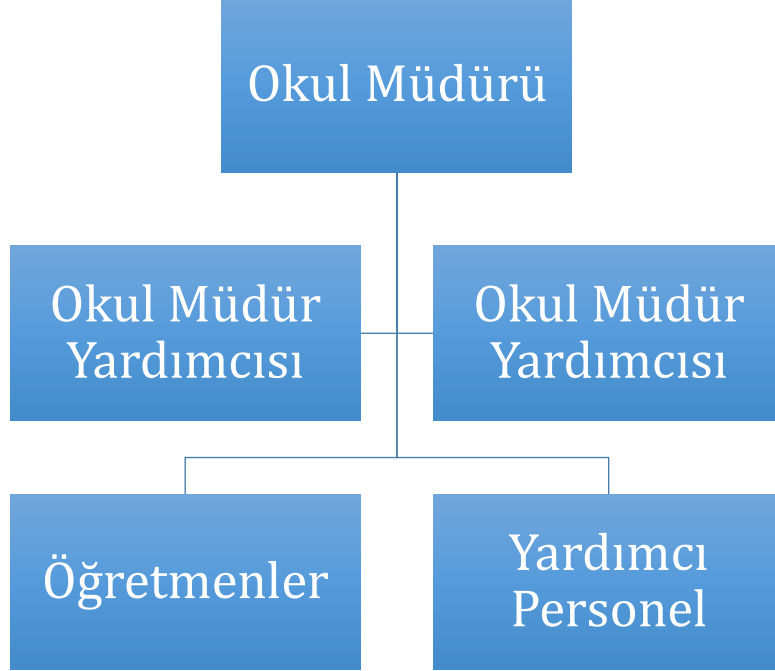 Okul Müdürü
Okul Müdür
Yardımcısı
Okul Müdür
Yardımcısı
Öğretmenler
Yardımcı
Personel